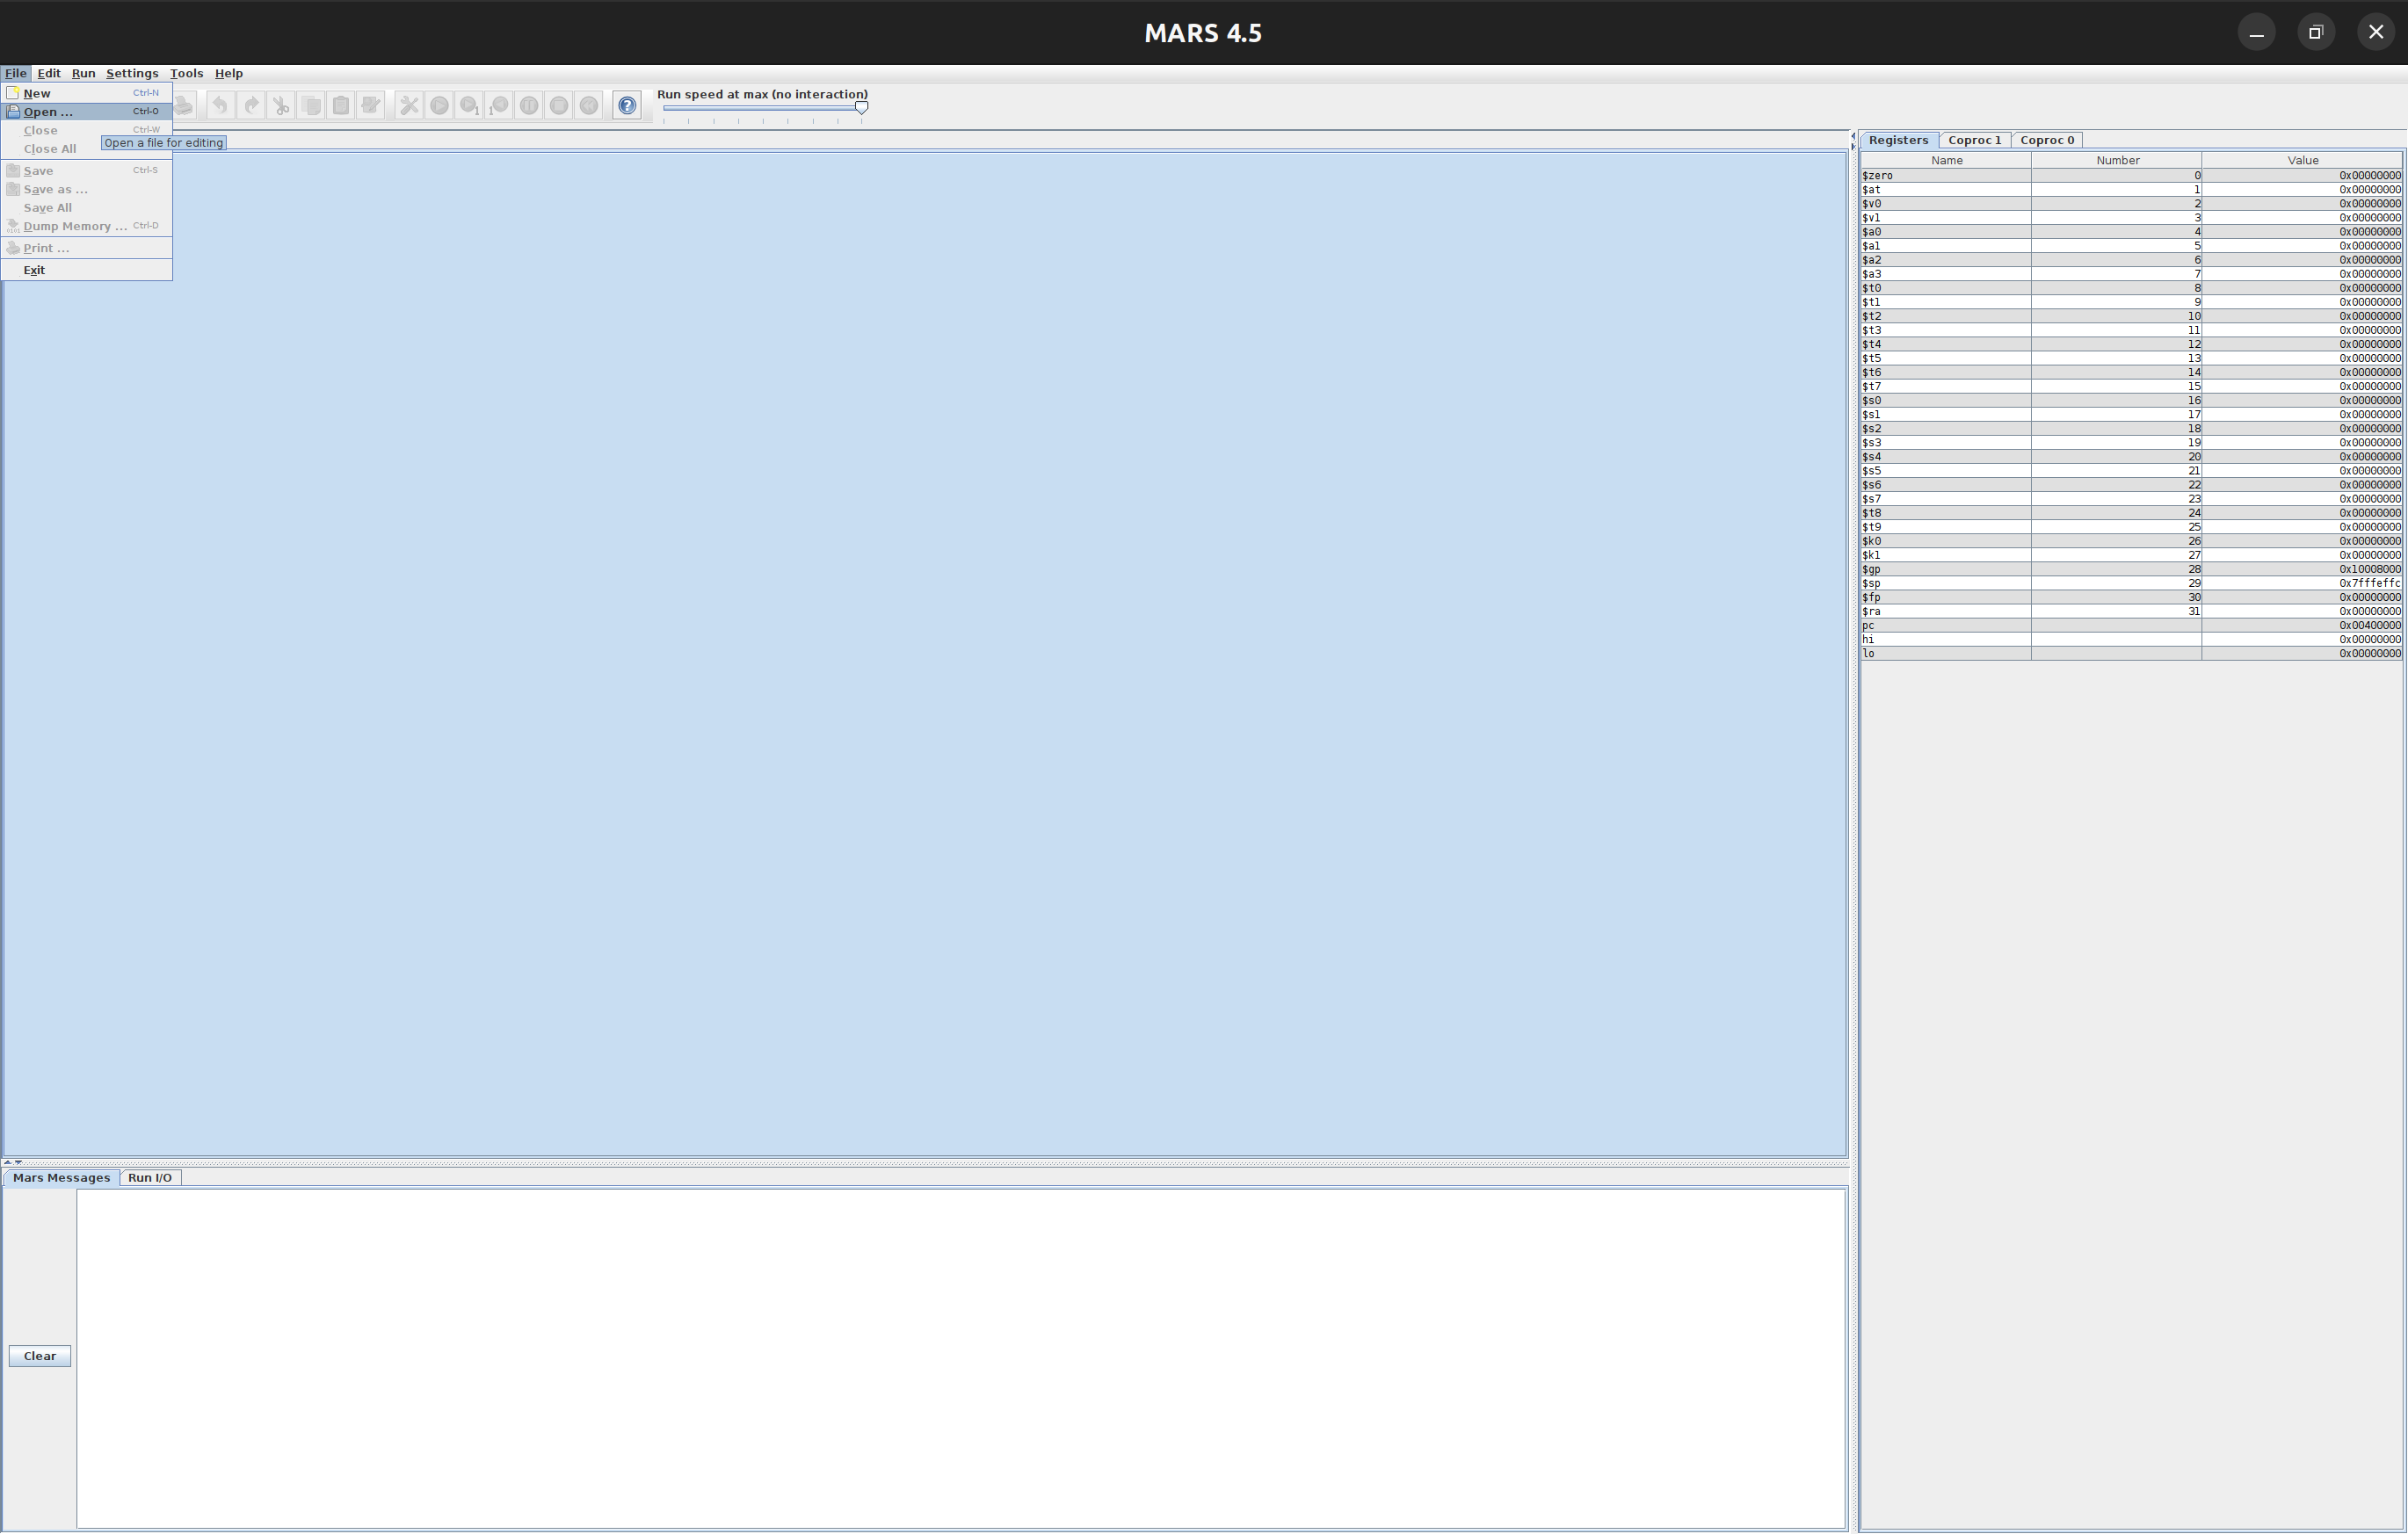 MARS 4.5
File Edit Run Settings Tools Help
New Ctrl-N
Open ... Ctrl-O
Close Ctrl-W
Close All
Open a file for editing
Save Ctrl-S
Save as ...
Save All
Dump Memory ... Ctrl-D
Print ...
Exit
Run speed at max (no interaction)
Registers Coproc 1 Coproc 0
Name Number Value
$zero 0 0x00000000
$at 1 0x00000000
$v0 2 0x00000000
$v1 3 0x00000000
$a0 4 0x00000000
$a1 5 0x00000000
$a2 6 0x00000000
$a3 7 0x00000000
$t0 8 0x00000000
$t1 9 0x00000000
$t2 10 0x00000000
$t3 11 0x00000000
$t4 12 0x00000000
$t5 13 0x00000000
$t6 14 0x00000000
$t7 15 0x00000000
$s0 16 0x00000000
$s1 17 0x00000000
$s2 18 0x00000000
$s3 19 0x00000000
$s4 20 0x00000000
$s5 21 0x00000000
$s6 22 0x00000000
$s7 23 0x00000000
$t8 24 0x00000000
$t9 25 0x00000000
$k0 26 0x00000000
$k1 27 0x00000000
$gp 28 0x10008000
$sp 29 0x7fffeffc
$fp 30 0x00000000
$ra 31 0x00000000
pc 0x00400000
hi 0x00000000
lo 0x00000000
Mars Messages Run I/O
Clear